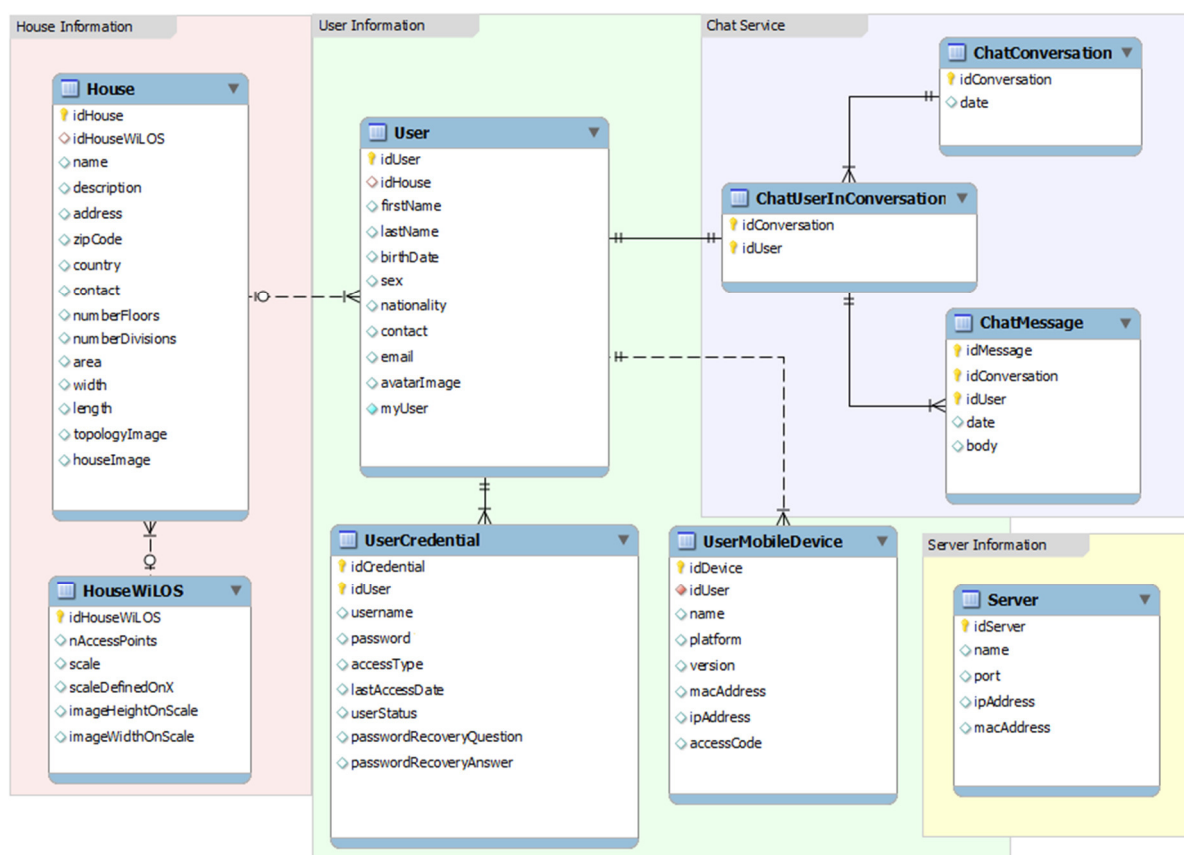 House Information
House
idHouse
idHouseWiLOS
name
description
address
zipCode
country
contact
numberFloors
numberDivisions
area
width
length
topologyImage
houseImage
HouseWiLOS
idHouseWiLOS
nAccessPoints
scale
scaleDefinedOnX
imageHeightOnScale
imageWidthOnScale
User Information
User
idUser
idHouse
firstName
lastName
birthDate
sex
nationality
contact
email
avatarImage
myUser
UserCredential
idCredential
idUser
username
password
accessType
lastAccessDate
userStatus
passwordRecoveryQuestion
passwordRecoveryAnswer
UserMobileDevice
idDevice
idUser
name
platform
version
macAddress
ipAddress
accessCode
Chat Service
ChatConversation
idConversation
date
ChatUserInConversation
idConversation
idUser
ChatMessage
idMessage
idConversation
idUser
date
body
Server Information
Server
idServer
name
port
ipAddress
macAddress